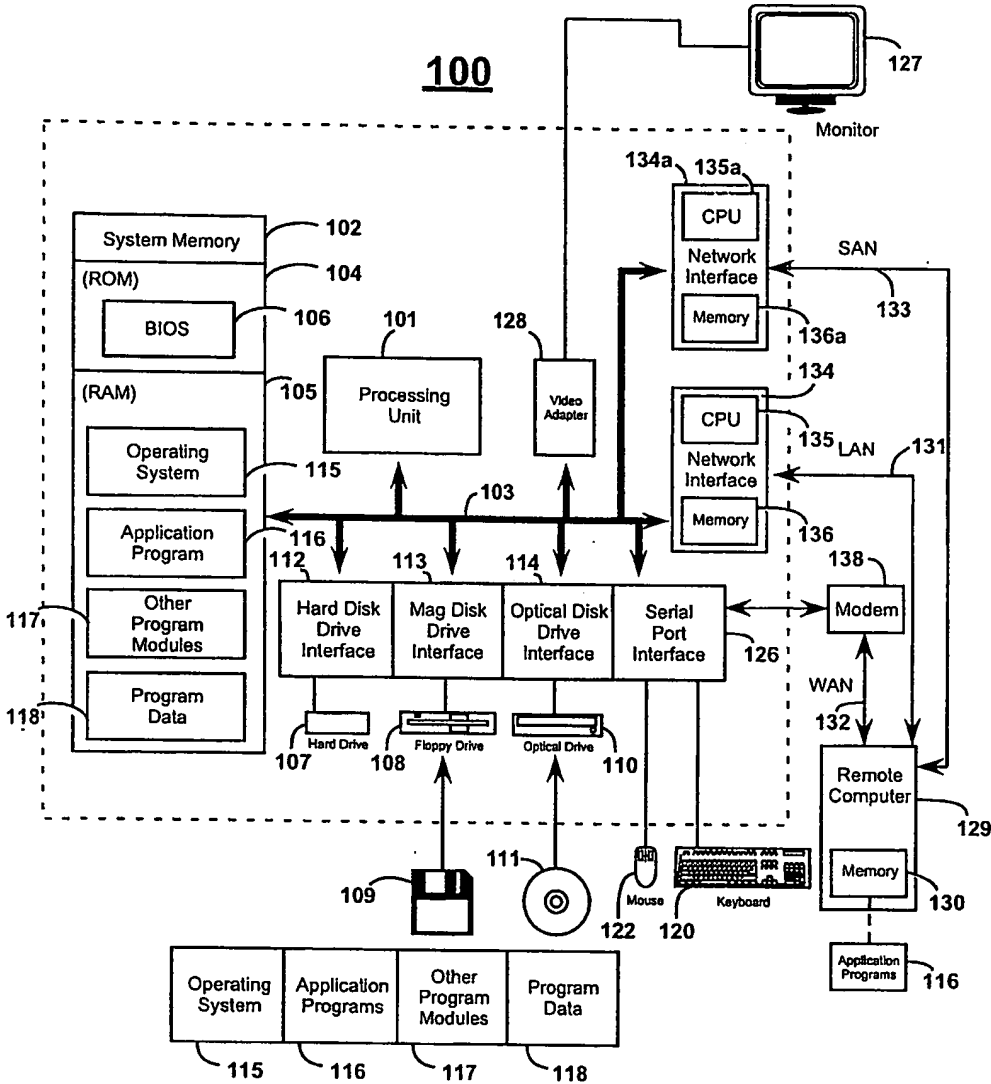 100
127
Monitor
134a
135a
CPU
Network
Interface
Memory
136a
SAN
133
System Memory
102
(ROM)
104
BIOS
106
(RAM)
105
Operating
System
115
Application
Program
116
Other
Program
Modules
117
Program
Data
118
101
Processing
Unit
128
Video
Adapter
103
134
CPU
135
Network
Interface
Memory
136
LAN
131
112
Hard Disk
Drive
Interface
113
Mag Disk
Drive
Interface
114
Optical Disk
Drive
Interface
Serial
Port
Interface
126
138
Modem
WAN
132
107
Hard Drive
108
Floppy Drive
Optical Drive
110
Remote
Computer
129
Memory
130
Application
Programs
116
109
111
Mouse
122
Keyboard
120
Operating
System
Application
Programs
Other
Program
Modules
Program
Data
115
116
117
118